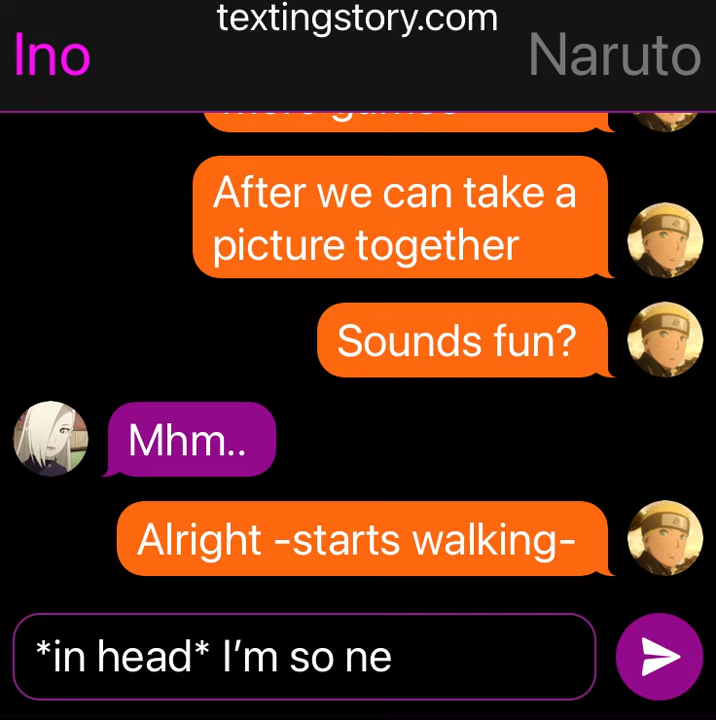 textingstory.com
Ino
Naruto
After we can take a
picture together
Sounds fun?
Mhm..
Alright -starts walking-
*in head* I’m so ne